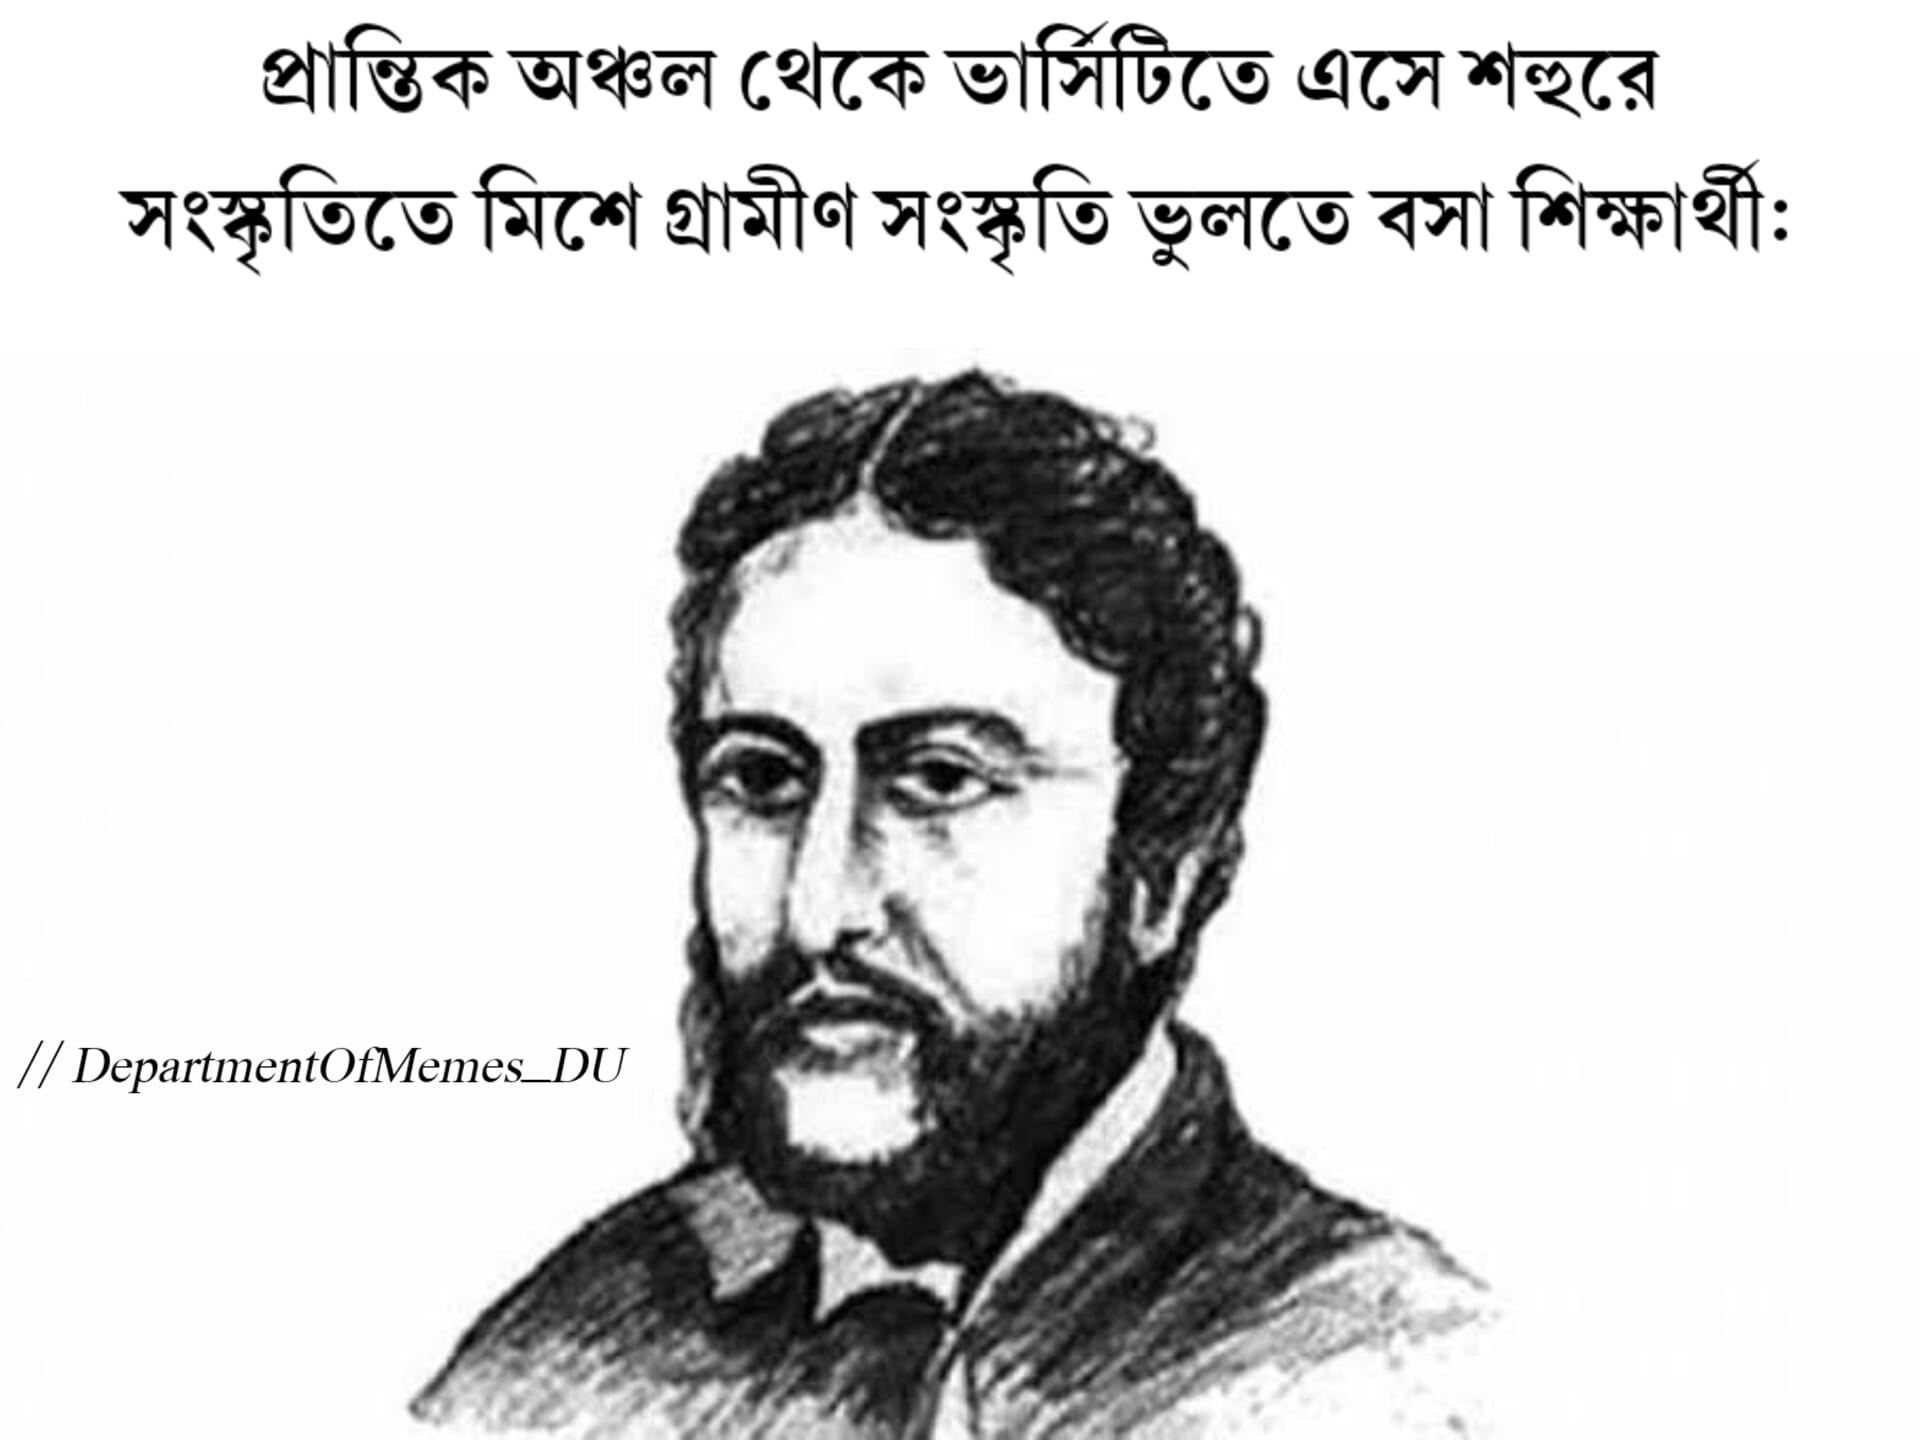 প্রান্তিক অঞ্চল থেকে ভার্সিটিতে এসে শহুরে
সংস্কৃতিতে মিশে গ্রামীণ সংস্কৃতি ভুলতে বসা শিক্ষার্থী:
// DepartmentOfMemes_DU